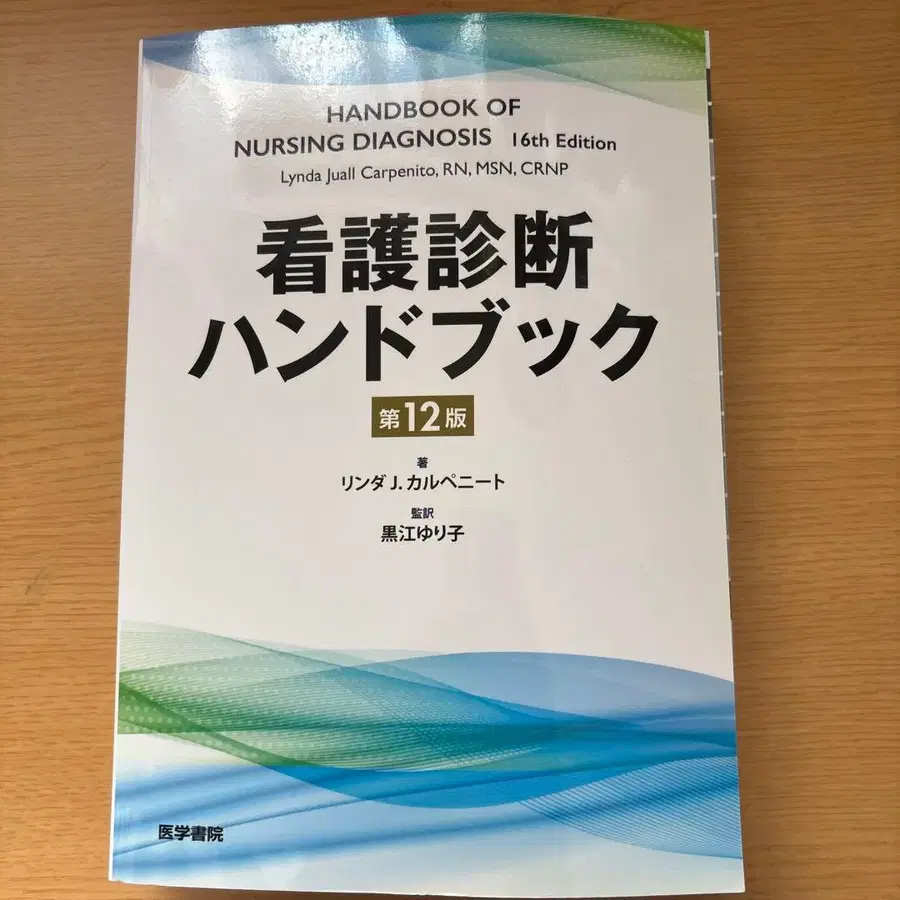 HANDBOOK OF
NURSING DIAGNOSIS 16th Edition
Lynda Juall Carpenito, RN, MSN, CRNP
看護診断
ハンドブック
第12版
著
リンダ J. カルペニート
監訳
黒江ゆり子
医学書院